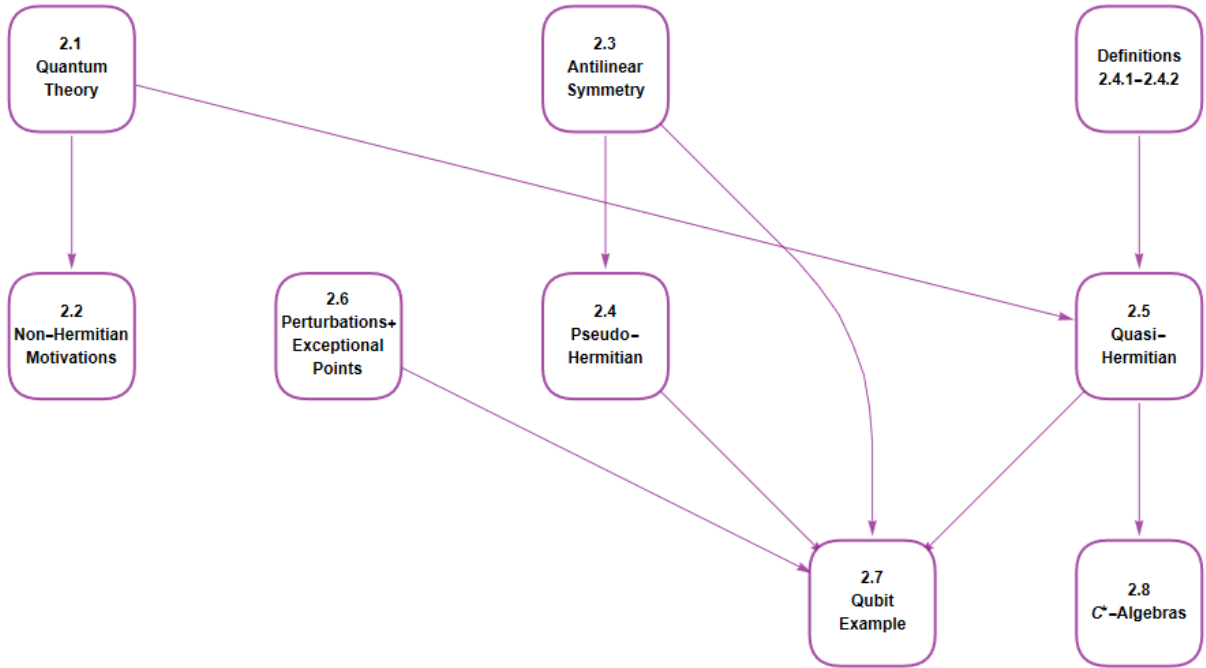 2.1
Quantum
Theory
2.3
Antilinear
Symmetry
Definitions
2.4.1–2.4.2
2.2
Non–Hermitian
Motivations
2.6
Perturbations+
Exceptional
Points
2.4
Pseudo–
Hermitian
2.5
Quasi–
Hermitian
2.7
Qubit
Example
2.8
C*–Algebras